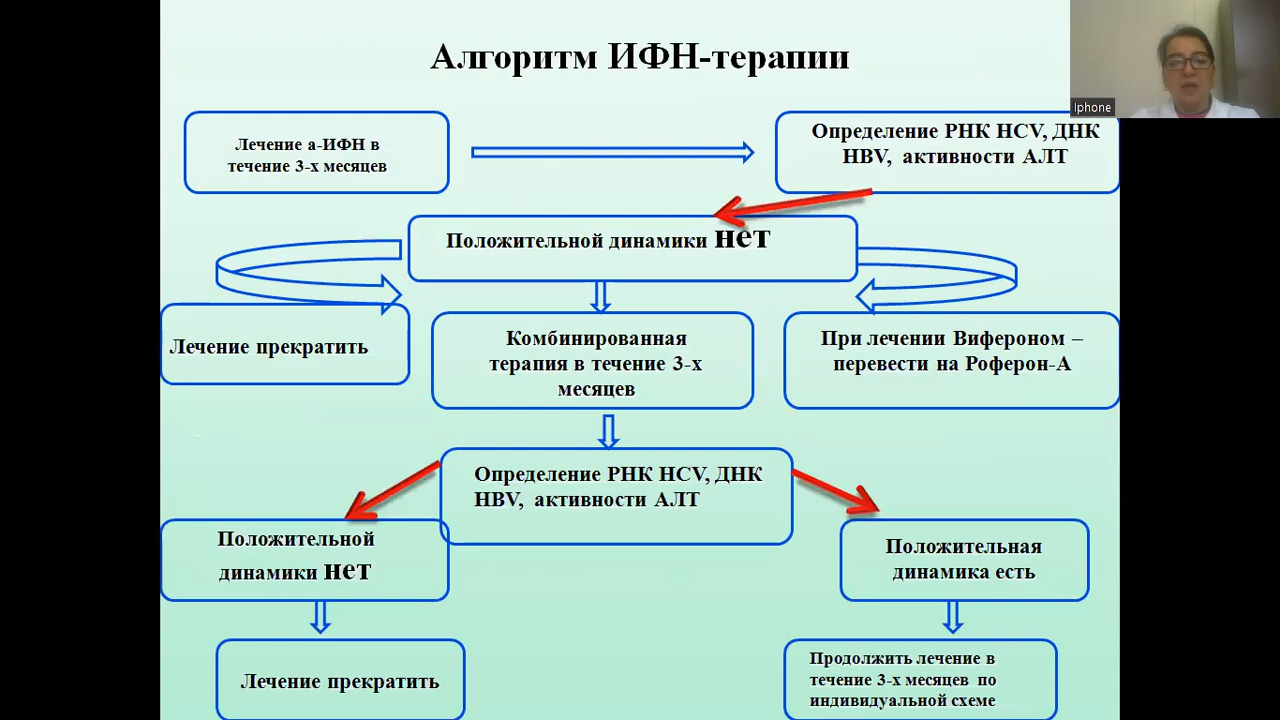 Алгоритм ИФН-терапии
Iphone
Лечение а-ИФН в
течение 3-х месяцев
Определение РНК HCV, ДНК
HBV, активности АЛТ
Положительной динамики нет
Лечение прекратить
Комбинированная
терапия в течение 3-х
месяцев
При лечении Вифероном –
перевести на Роферон-А
Определение РНК HCV, ДНК
HBV, активности АЛТ
Положительной
динамики нет
Положительная
динамика есть
Лечение прекратить
Продолжить лечение в
течение 3-х месяцев по
индивидуальной схеме